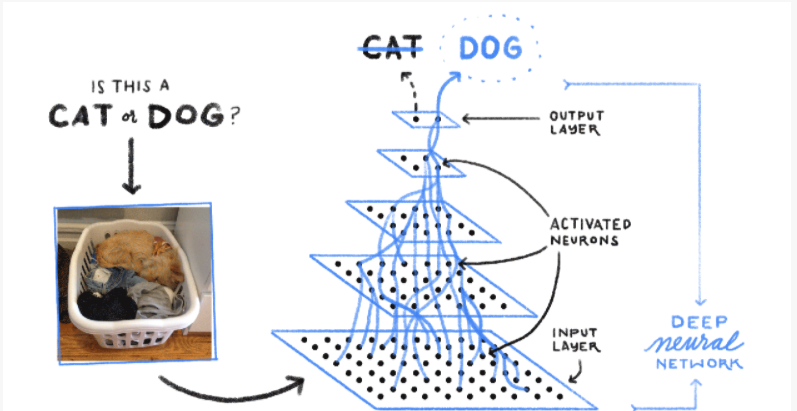 IS THIS A
CAT or DOG?
CAT DOG
OUTPUT
LAYER
ACTIVATED
NEURONS
INPUT
LAYER
DEEP
neural
NETWORK